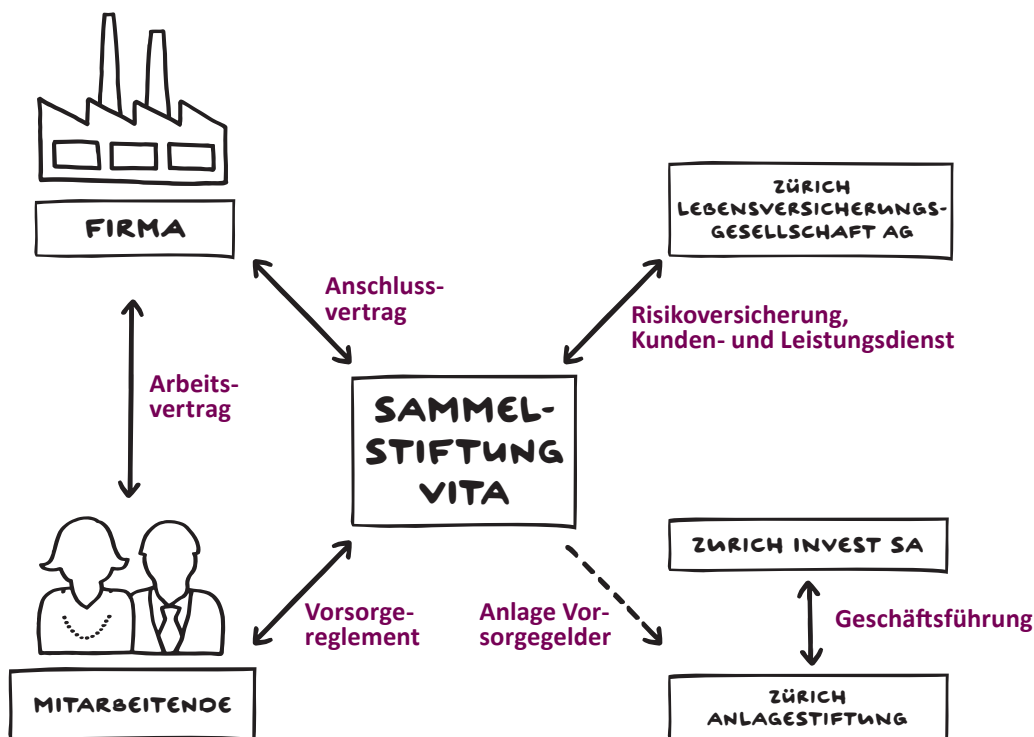 FIRMA
ZÜRICH
LEBENSVERSICHERUNGS-
GESELLSCHAFT AG
Anschluss-
vertrag
Risikoversicherung,
Kunden- und Leistungsdienst
Arbeits-
vertrag
SAMMEL-
STIFTUNG
VITA
ZURICH INVEST SA
Vorsorge-
reglement
Anlage Vor-
sorgegelder
Geschäftsführung
MITARBEITENDE
ZÜRICH
ANLAGESTIFTUNG